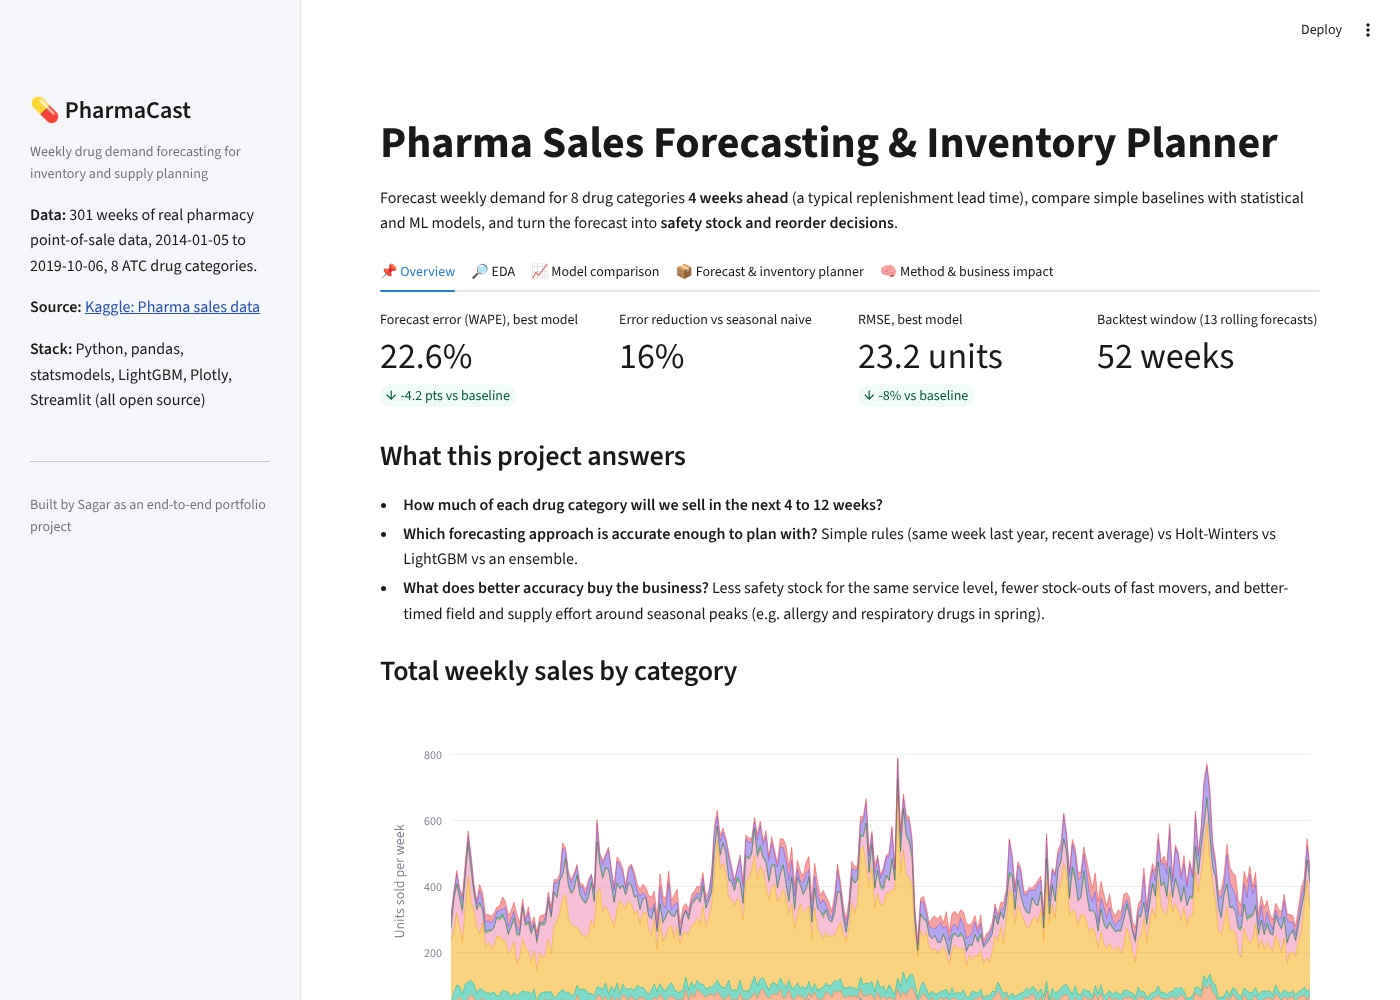 Deploy
💊 PharmaCast
Weekly drug demand forecasting for
inventory and supply planning
Data: 301 weeks of real pharmacy
point-of-sale data, 2014-01-05 to
2019-10-06, 8 ATC drug categories.
Source: Kaggle: Pharma sales data
Stack: Python, pandas,
statsmodels, LightGBM, Plotly,
Streamlit (all open source)
Built by Sagar as an end-to-end portfolio
project
Pharma Sales Forecasting & Inventory Planner
Forecast weekly demand for 8 drug categories 4 weeks ahead (a typical replenishment lead time), compare simple baselines with statistical
and ML models, and turn the forecast into safety stock and reorder decisions.
📌 Overview 🔎 EDA 📈 Model comparison 📦 Forecast & inventory planner 🧠 Method & business impact
Forecast error (WAPE), best model
22.6%
↓ -4.2 pts vs baseline
Error reduction vs seasonal naive
16%
RMSE, best model
23.2 units
↓ -8% vs baseline
Backtest window (13 rolling forecasts)
52 weeks
What this project answers
• How much of each drug category will we sell in the next 4 to 12 weeks?
• Which forecasting approach is accurate enough to plan with? Simple rules (same week last year, recent average) vs Holt-Winters vs
LightGBM vs an ensemble.
• What does better accuracy buy the business? Less safety stock for the same service level, fewer stock-outs of fast movers, and better-
timed field and supply effort around seasonal peaks (e.g. allergy and respiratory drugs in spring).
Total weekly sales by category
Units sold per week
800
600
400
200